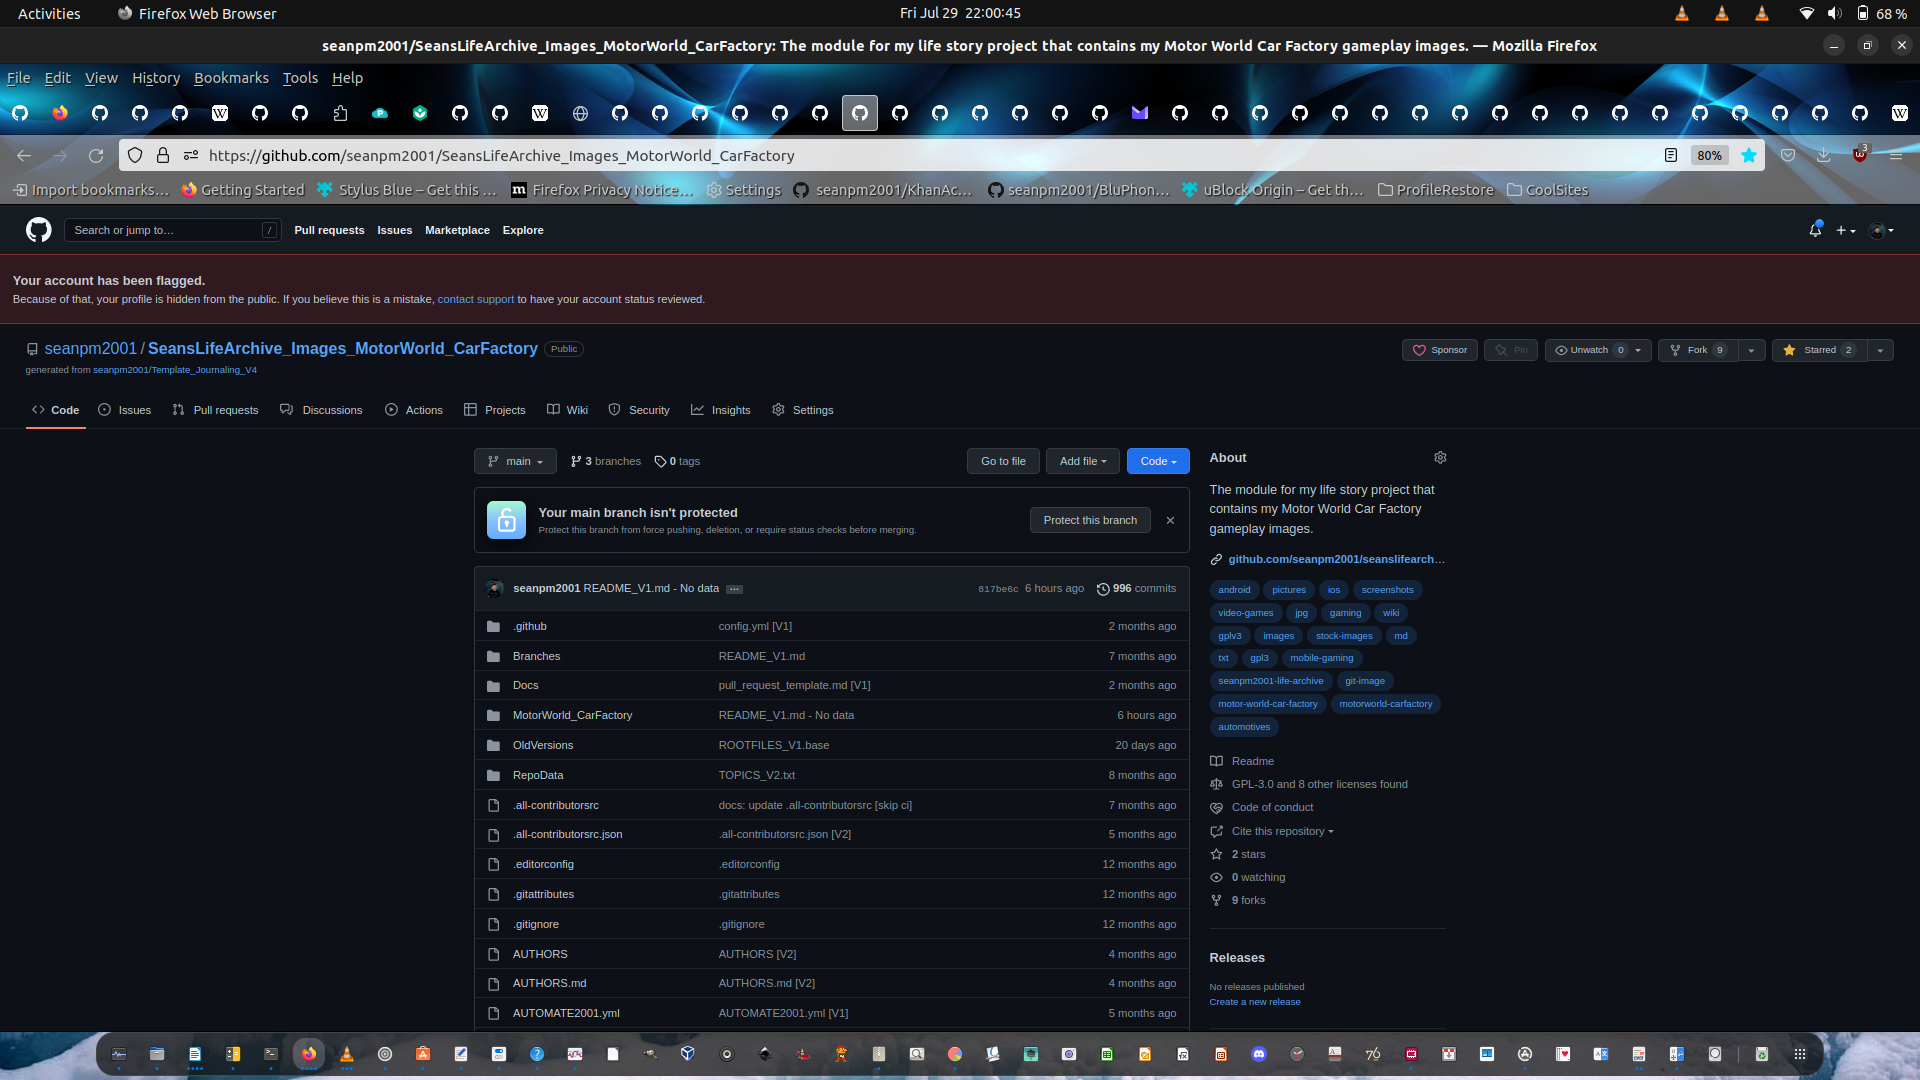 Activities Firefox Web Browser Fri Jul 29 22:00:45 68 %
seanpm2001/SeansLifeArchive_Images_MotorWorld_CarFactory: The module for my life story project that contains my Motor World Car Factory gameplay images. — Mozilla Firefox
File Edit View History Bookmarks Tools Help
https://github.com/seanpm2001/SeansLifeArchive_Images_MotorWorld_CarFactory 80% 3
Import bookmarks… Getting Started Stylus Blue – Get this … Firefox Privacy Notice… Settings seanpm2001/KhanAc… seanpm2001/BluPhon… uBlock Origin – Get th… ProfileRestore CoolSites
Search or jump to… / Pull requests Issues Marketplace Explore
Your account has been flagged.
Because of that, your profile is hidden from the public. If you believe this is a mistake, contact support to have your account status reviewed.
seanpm2001 / SeansLifeArchive_Images_MotorWorld_CarFactory Public
Sponsor Pin Unwatch 0 Fork 9 Starred 2
generated from seanpm2001/Template_Journaling_V4
Code Issues Pull requests Discussions Actions Projects Wiki Security Insights Settings
main 3 branches 0 tags Go to file Add file Code
Your main branch isn't protected
Protect this branch from force pushing, deletion, or require status checks before merging.
Protect this branch
seanpm2001 README_V1.md - No data ... 817be6c 6 hours ago 996 commits
.github config.yml [V1] 2 months ago
Branches README_V1.md 7 months ago
Docs pull_request_template.md [V1] 2 months ago
MotorWorld_CarFactory README_V1.md - No data 6 hours ago
OldVersions ROOTFILES_V1.base 20 days ago
RepoData TOPICS_V2.txt 8 months ago
.all-contributorsrc docs: update .all-contributorsrc [skip ci] 7 months ago
.all-contributorsrc.json .all-contributorsrc.json [V2] 5 months ago
.editorconfig .editorconfig 12 months ago
.gitattributes .gitattributes 12 months ago
.gitignore .gitignore 12 months ago
AUTHORS AUTHORS [V2] 4 months ago
AUTHORS.md AUTHORS.md [V2] 4 months ago
AUTOMATE2001.yml AUTOMATE2001.yml [V1] 5 months ago
About
The module for my life story project that
contains my Motor World Car Factory
gameplay images.
github.com/seanpm2001/seanslifearch…
android pictures ios screenshots
video-games jpg gaming wiki
gplv3 images stock-images md
txt gpl3 mobile-gaming
seanpm2001-life-archive git-image
motor-world-car-factory motorworld-carfactory
automotives
Readme
GPL-3.0 and 8 other licenses found
Code of conduct
Cite this repository
2 stars
0 watching
9 forks
Releases
No releases published
Create a new release